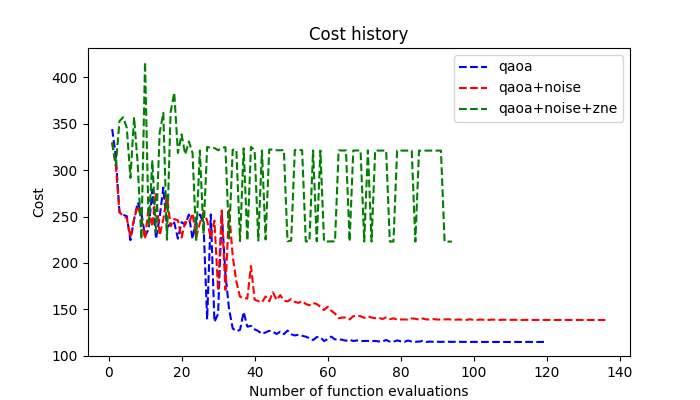 Cost history
qaoa
qaoa+noise
qaoa+noise+zne
Cost
400
350
300
250
200
150
100
0 20 40 60 80 100 120 140
Number of function evaluations